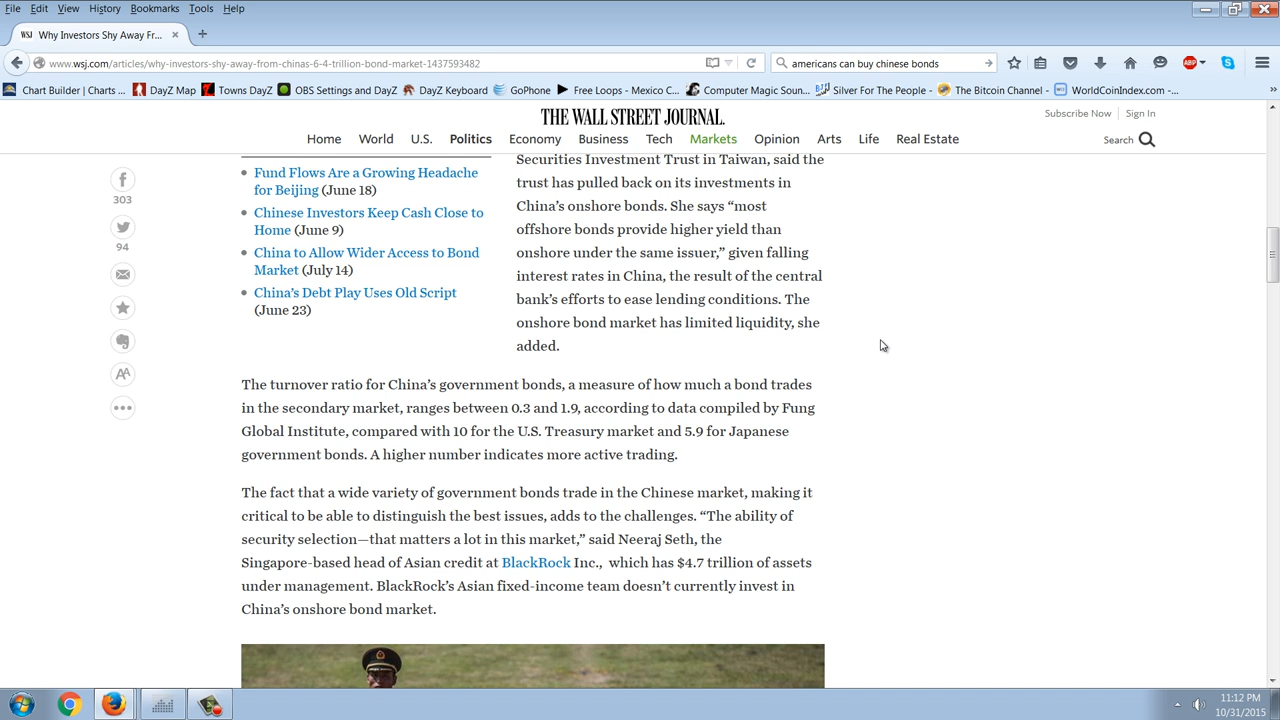 File Edit View History Bookmarks Tools Help
WSJ Why Investors Shy Away Fr...
www.wsj.com/articles/why-investors-shy-away-from-chinas-6-4-trillion-bond-market-1437593482
americans can buy chinese bonds
ABP
Chart Builder | Charts ... DayZ Map Town@ DayZ OBS Settings and DayZ DayZ Keyboard GoPhone Free Loops - Mexico C... Computer Magic Soun... Silver For The People - The Bitcoin Channel - WorldCoinIndex.com -... »
THE WALL STREET JOURNAL.
Subscribe Now Sign In
Home World U.S. Politics Economy Business Tech Markets Opinion Arts Life Real Estate
Search
303
94
AA
Fund Flows Are a Growing Headache
for Beijing (June 18)
Chinese Investors Keep Cash Close to
Home (June 9)
China to Allow Wider Access to Bond
Market (July 14)
China’s Debt Play Uses Old Script
(June 23)
Securities Investment Trust in Taiwan, said the
trust has pulled back on its investments in
China’s onshore bonds. She says “most
offshore bonds provide higher yield than
onshore under the same issuer,” given falling
interest rates in China, the result of the central
bank’s efforts to ease lending conditions. The
onshore bond market has limited liquidity, she
added.
The turnover ratio for China’s government bonds, a measure of how much a bond trades
in the secondary market, ranges between 0.3 and 1.9, according to data compiled by Fung
Global Institute, compared with 10 for the U.S. Treasury market and 5.9 for Japanese
government bonds. A higher number indicates more active trading.
The fact that a wide variety of government bonds trade in the Chinese market, making it
critical to be able to distinguish the best issues, adds to the challenges. “The ability of
security selection—that matters a lot in this market,” said Neeraj Seth, the
Singapore-based head of Asian credit at BlackRock Inc., which has $4.7 trillion of assets
under management. BlackRock’s Asian fixed-income team doesn’t currently invest in
China’s onshore bond market.
11:12 PM
10/31/2015